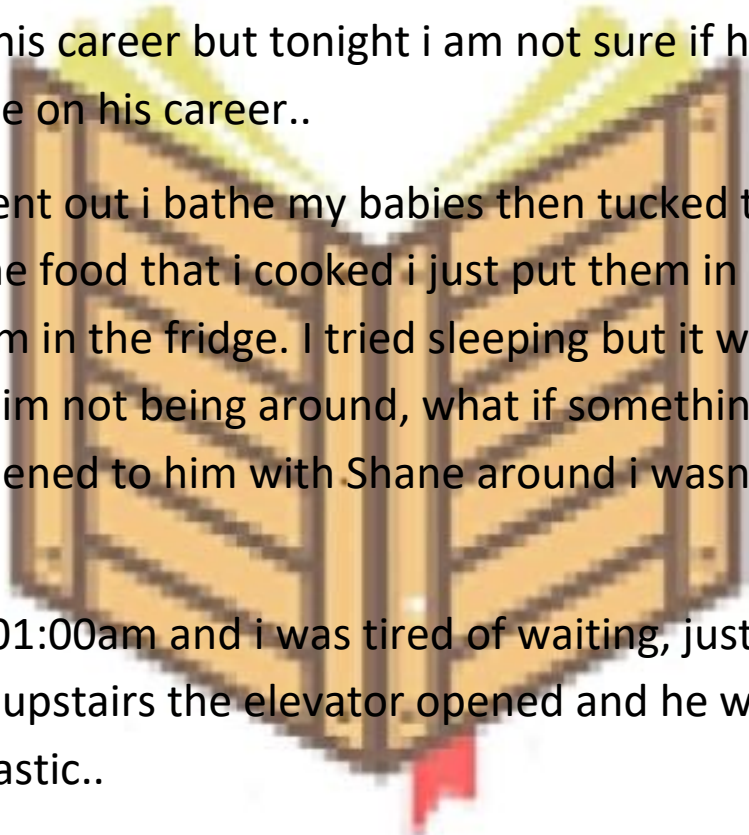 his career but tonight i am not sure if h
e on his career..
ent out i bathe my babies then tucked t
e food that i cooked i just put them in
m in the fridge. I tried sleeping but it w
im not being around, what if somethin
ened to him with Shane around i wasn
01:00am and i was tired of waiting, just
upstairs the elevator opened and he w
astic..